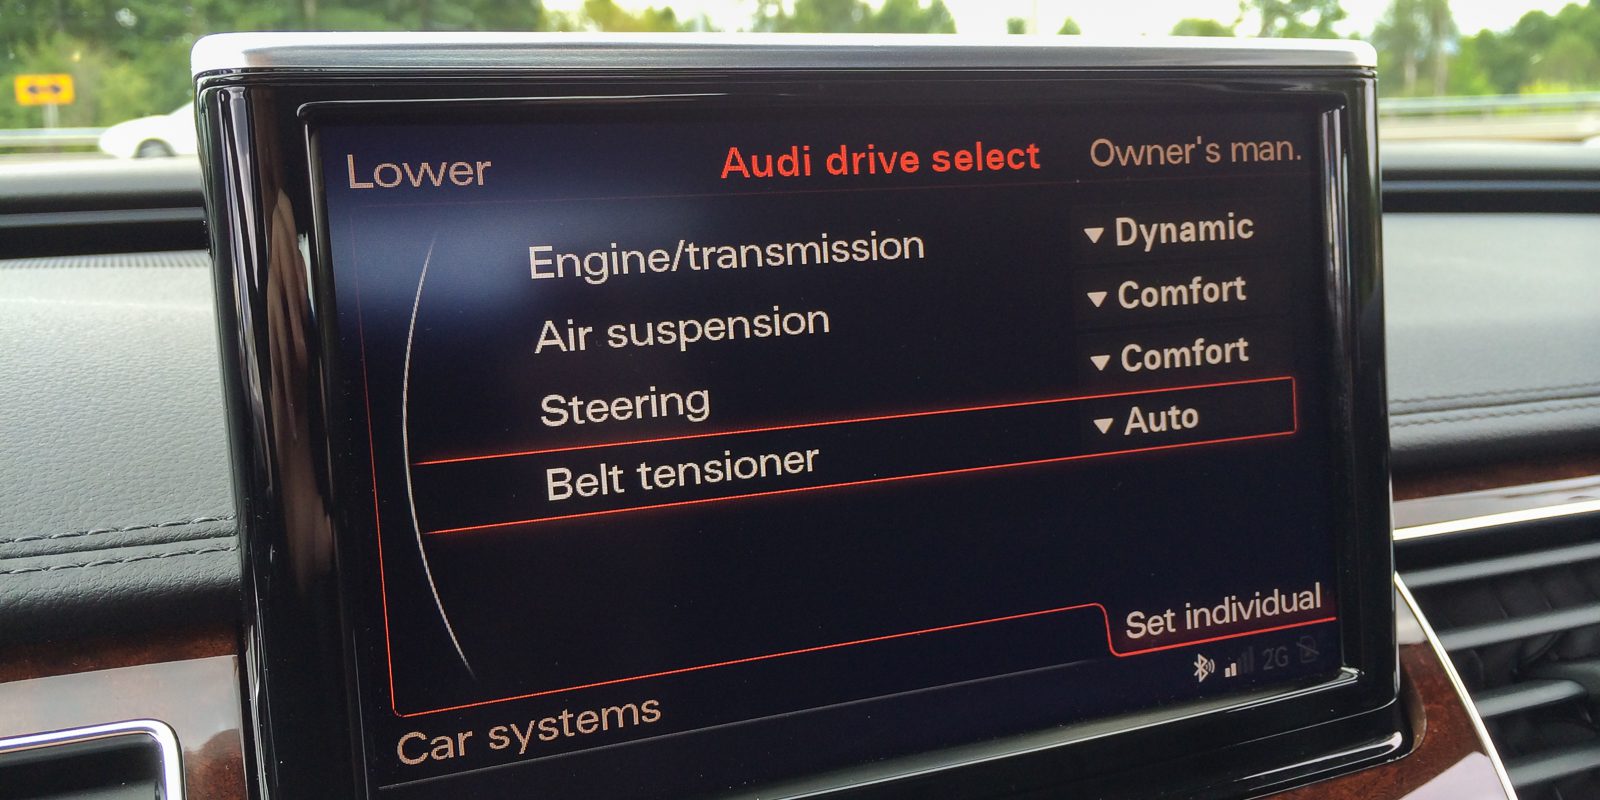 Lower
Audi drive select
Owner's man.
Engine/transmission
▼ Dynamic
Air suspension
▼ Comfort
Steering
▼ Comfort
Belt tensioner
▼ Auto
Set individual
2G
Car systems